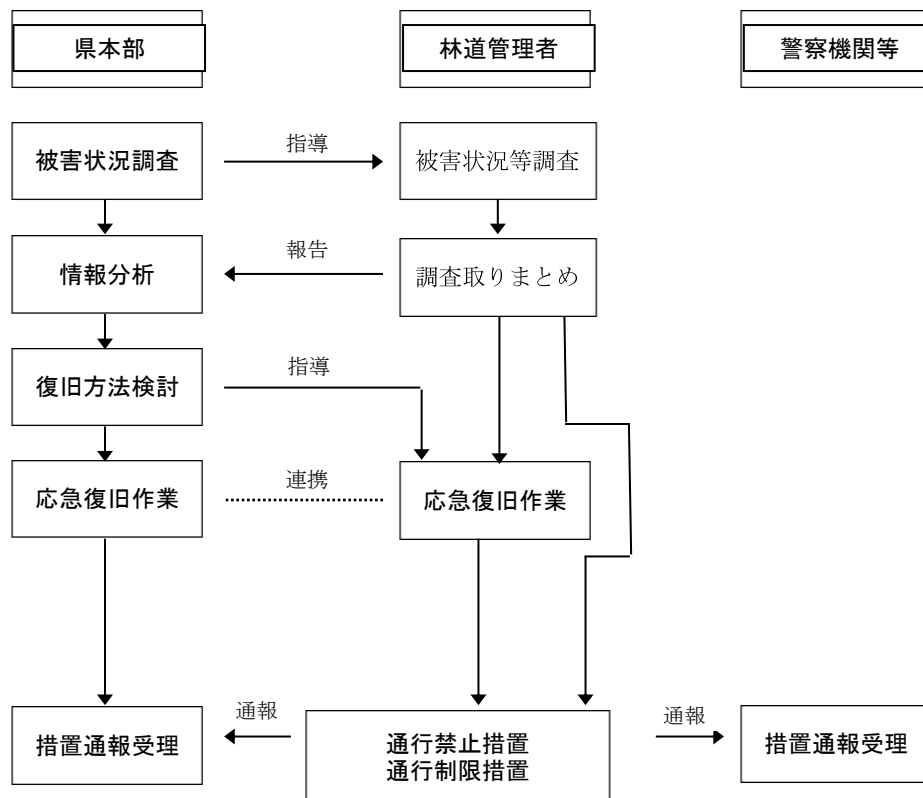 県本部
林道管理者
警察機関等
被害状況調査
指導
被害状況等調査
情報分析
報告
調査取りまとめ
復旧方法検討
指導
応急復旧作業
連携
応急復旧作業
措置通報受理
通報
通行禁止措置
通行制限措置
通報
措置通報受理